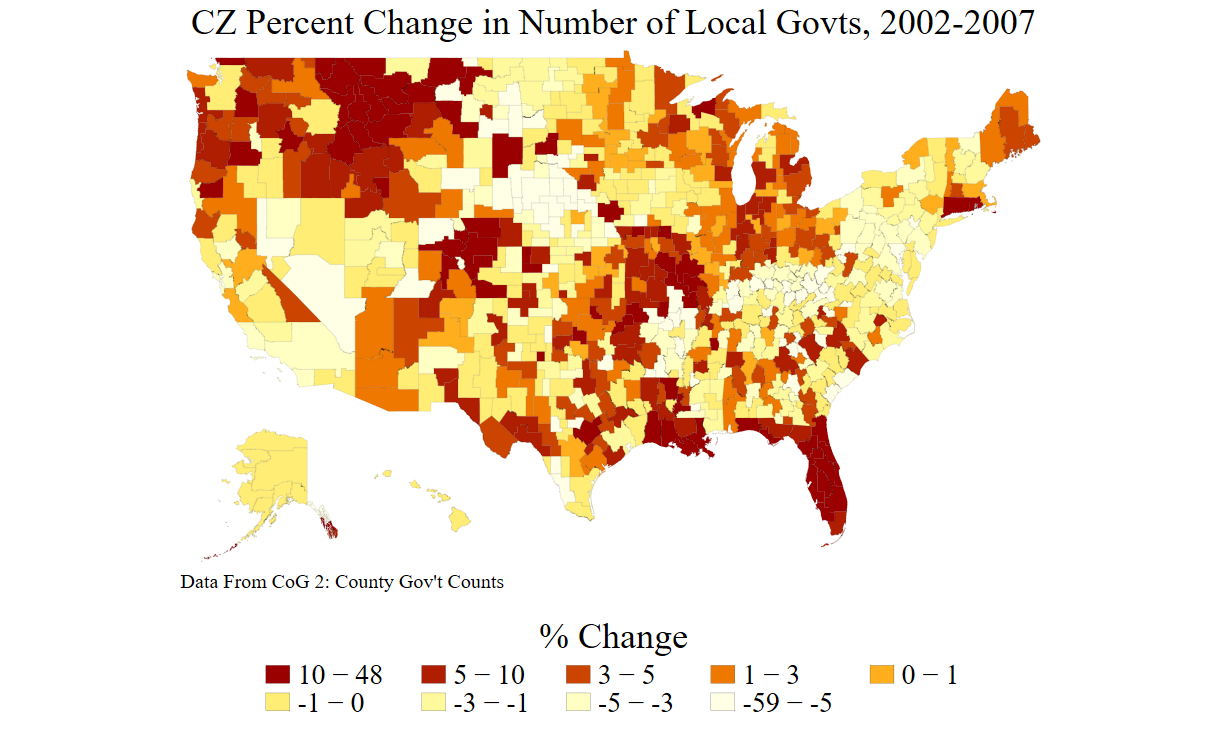 CZ Percent Change in Number of Local Govts, 2002-2007
Data From CoG 2: County Gov't Counts
% Change
10 − 48 5 − 10 3 − 5 1 − 3 0 − 1
-1 − 0 -3 − -1 -5 − -3 -59 − -5